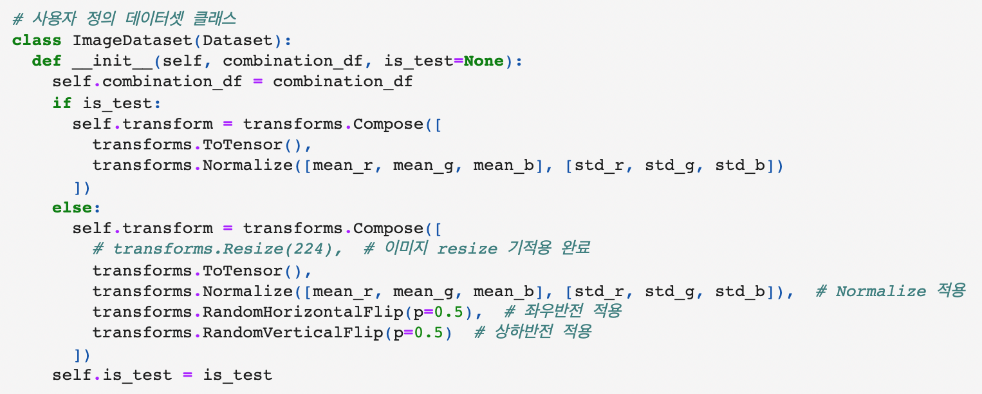 # 사용자 정의 데이터셋 클래스
class ImageDataset(Dataset):
  def __init__(self, combination_df, is_test=None):
    self.combination_df = combination_df
    if is_test:
      self.transform = transforms.Compose([
        transforms.ToTensor(),
        transforms.Normalize([mean_r, mean_g, mean_b], [std_r, std_g, std_b])
      ])
    else:
      self.transform = transforms.Compose([
        # transforms.Resize(224),  # 이미지 resize 기적용 완료
        transforms.ToTensor(),
        transforms.Normalize([mean_r, mean_g, mean_b], [std_r, std_g, std_b]),  # Normalize 적용
        transforms.RandomHorizontalFlip(p=0.5),  # 좌우반전 적용
        transforms.RandomVerticalFlip(p=0.5)  # 상하반전 적용
      ])
    self.is_test = is_test